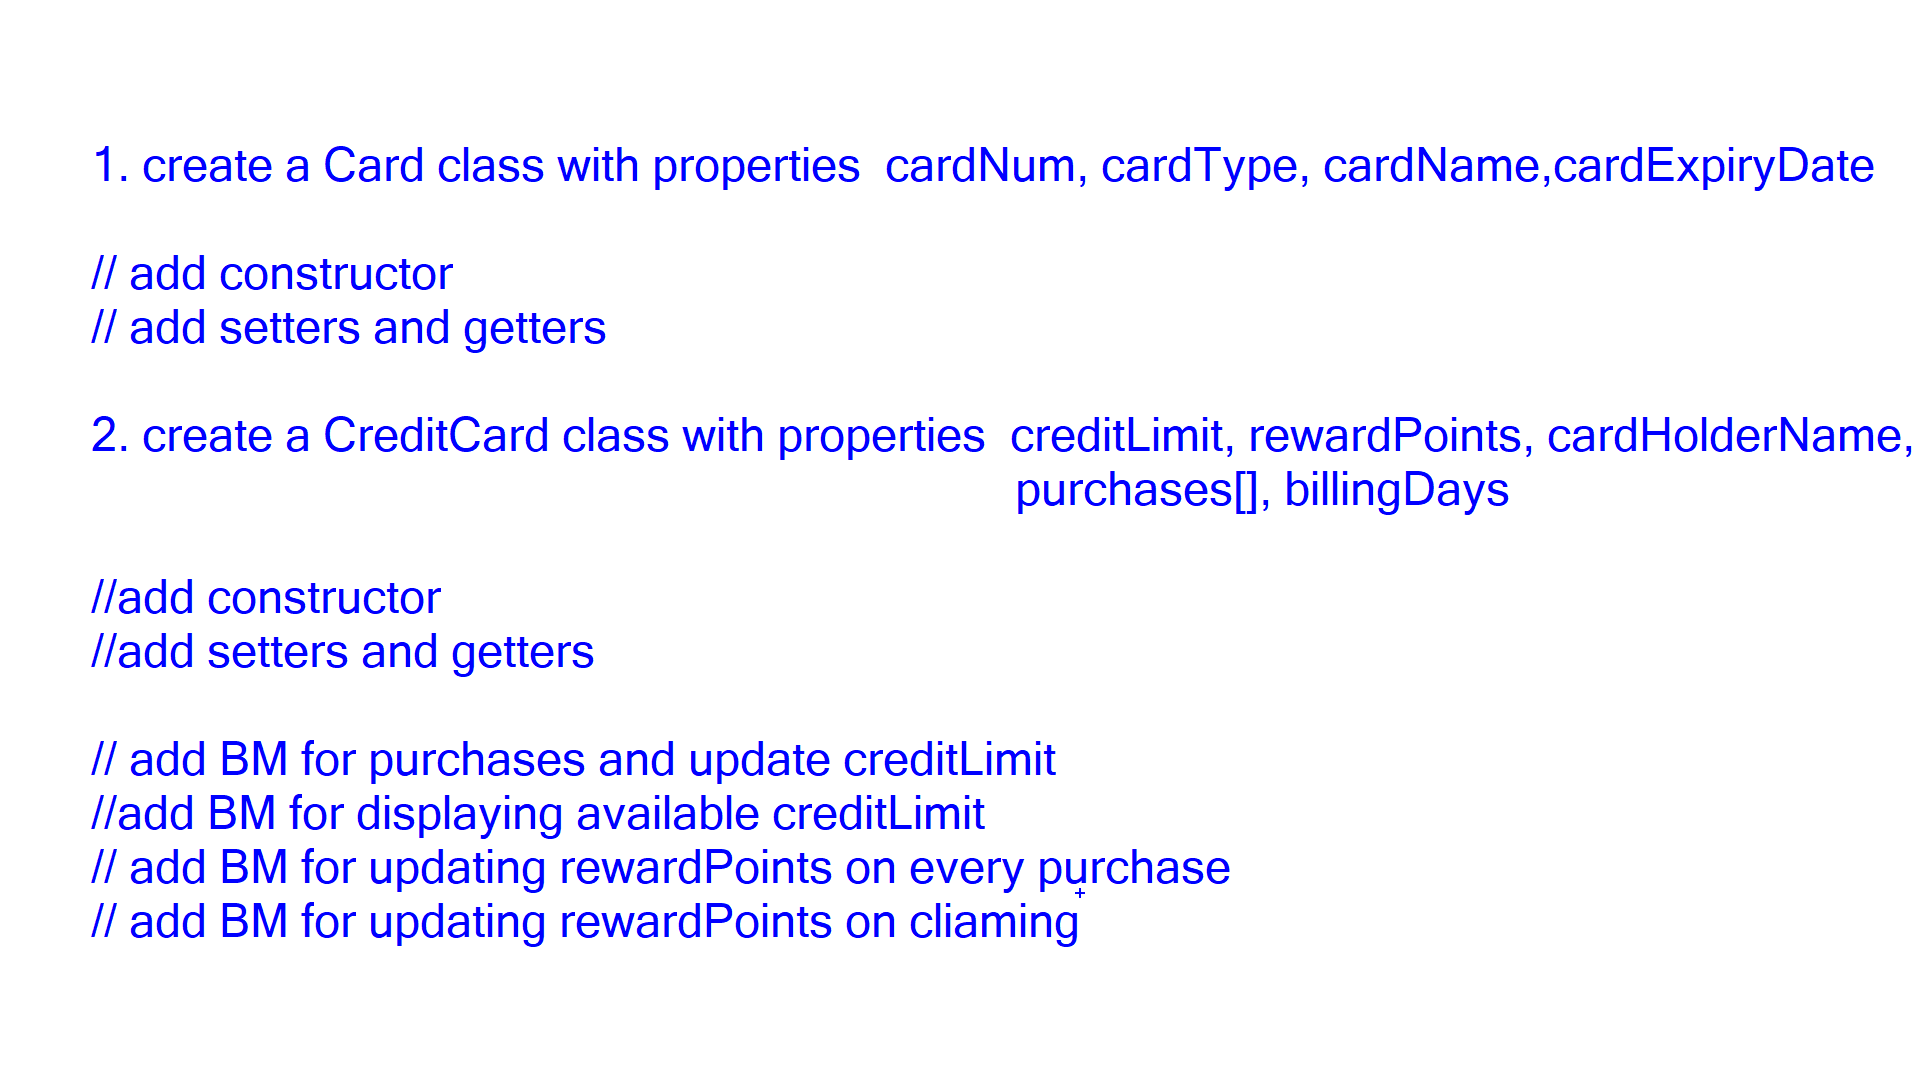 1. create a Card class with properties  cardNum, cardType, cardName,cardExpiryDate
// add constructor
// add setters and getters
2. create a CreditCard class with properties  creditLimit, rewardPoints, cardHolderName,
purchases[], billingDays
//add constructor
//add setters and getters
// add BM for purchases and update creditLimit
//add BM for displaying available creditLimit
// add BM for updating rewardPoints on every purchase
// add BM for updating rewardPoints on cliaming